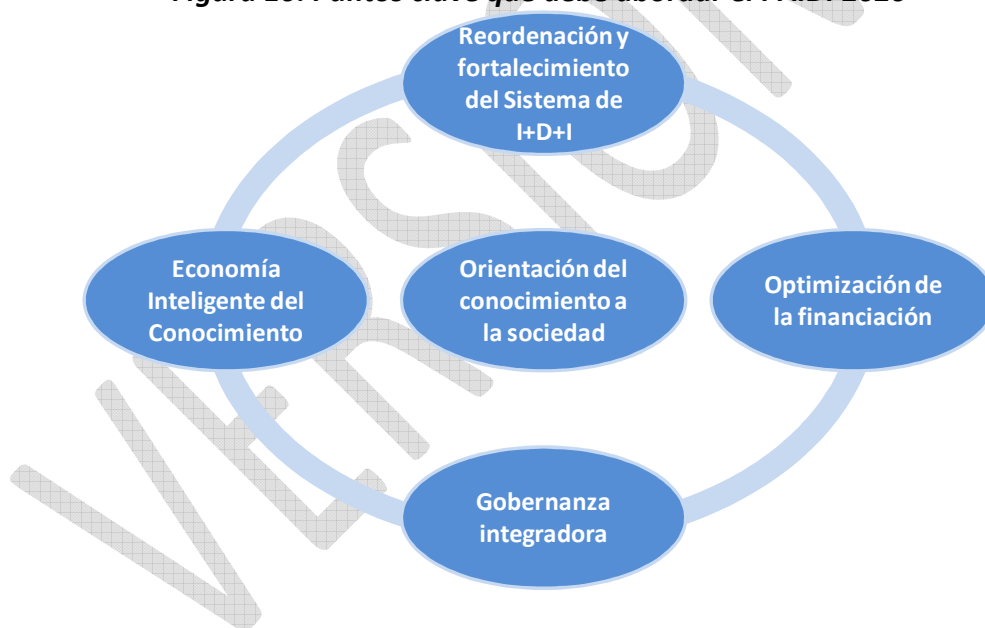 Reordenación y
fortalecimiento
del Sistema de
I+D+I
Economía
Inteligente del
Conocimiento
Orientación del
conocimiento a
la sociedad
Optimización de
la financiación
Gobernanza
integradora
VERSION